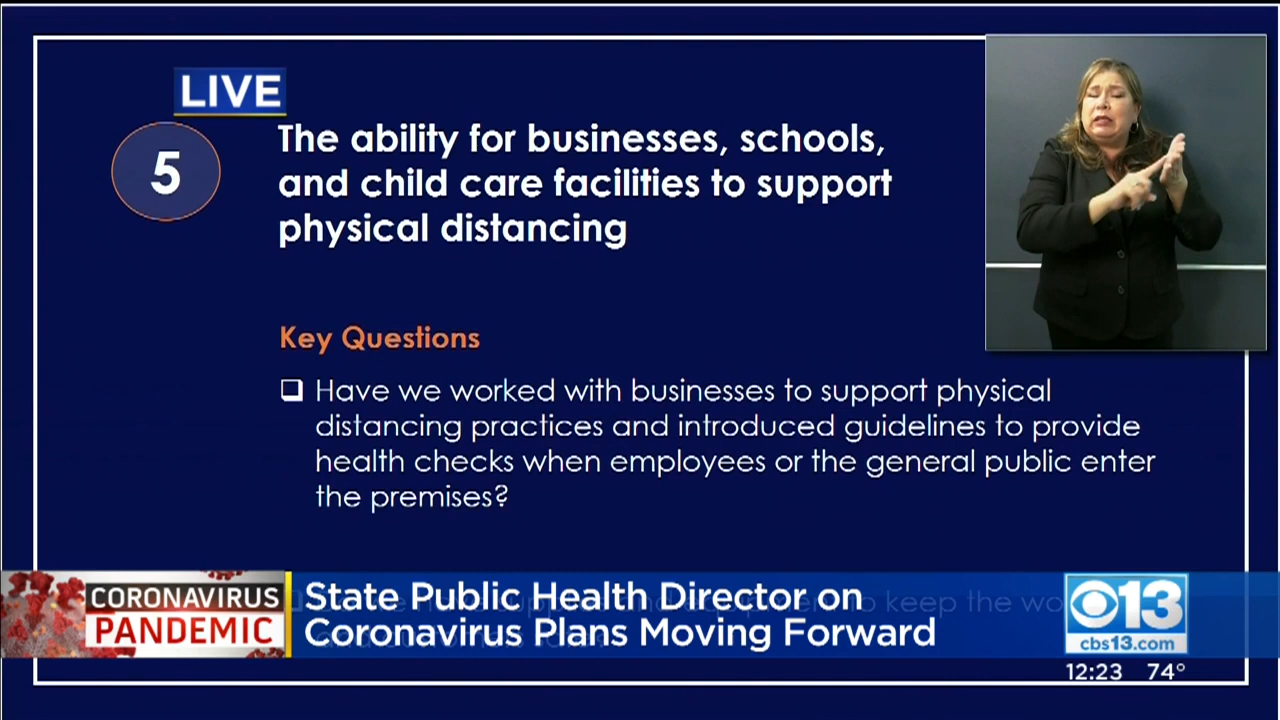 LIVE
5
The ability for businesses, schools,
and child care facilities to support
physical distancing
Key Questions
❑ Have we worked with businesses to support physical
distancing practices and introduced guidelines to provide
health checks when employees or the general public enter
the premises?
keep the wo
CORONAVIRUS
PANDEMIC
State Public Health Director on
Coronavirus Plans Moving Forward
13
cbs13.com
12:23 74°